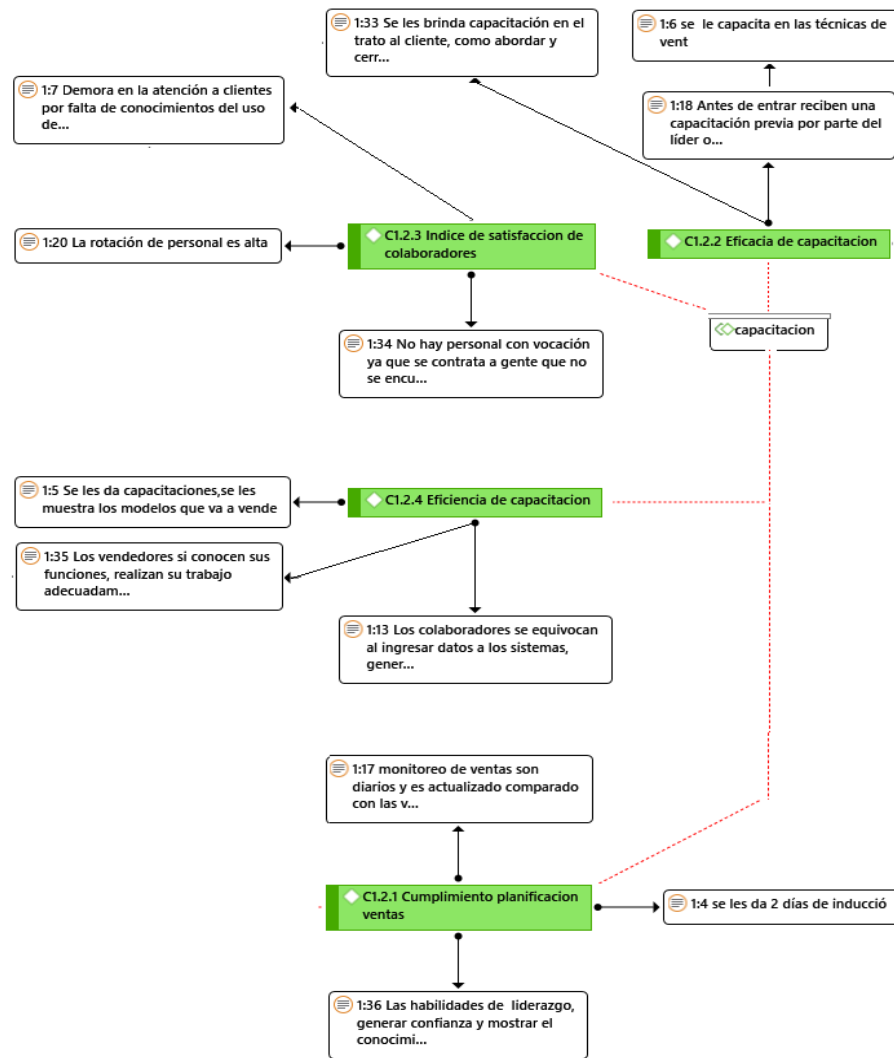 1:33 Se les brinda capacitación en el
trato al cliente, como abordar y
cerr...
1:6 se le capacita en las técnicas de
vent
1:7 Demora en la atención a clientes
por falta de conocimientos del uso
de...
1:18 Antes de entrar reciben una
capacitación previa por parte del
líder o...
1:20 La rotación de personal es alta
C1.2.3 Indice de satisfaccion de
colaboradores
C1.2.2 Eficacia de capacitacion
capacitacion
1:34 No hay personal con vocación
ya que se contrata a gente que no
se encu...
1:5 Se les da capacitaciones,se les
muestra los modelos que va a vende
C1.2.4 Eficiencia de capacitacion
1:35 Los vendedores si conocen sus
funciones, realizan su trabajo
adecuadam...
1:13 Los colaboradores se equivocan
al ingresar datos a los sistemas,
gener...
1:17 monitoreo de ventas son
diarios y es actualizado comparado
con las v...
C1.2.1 Cumplimiento planificacion
ventas
1:4 se les da 2 días de inducció
1:36 Las habilidades de liderazgo,
generar confianza y mostrar el
conocimi...